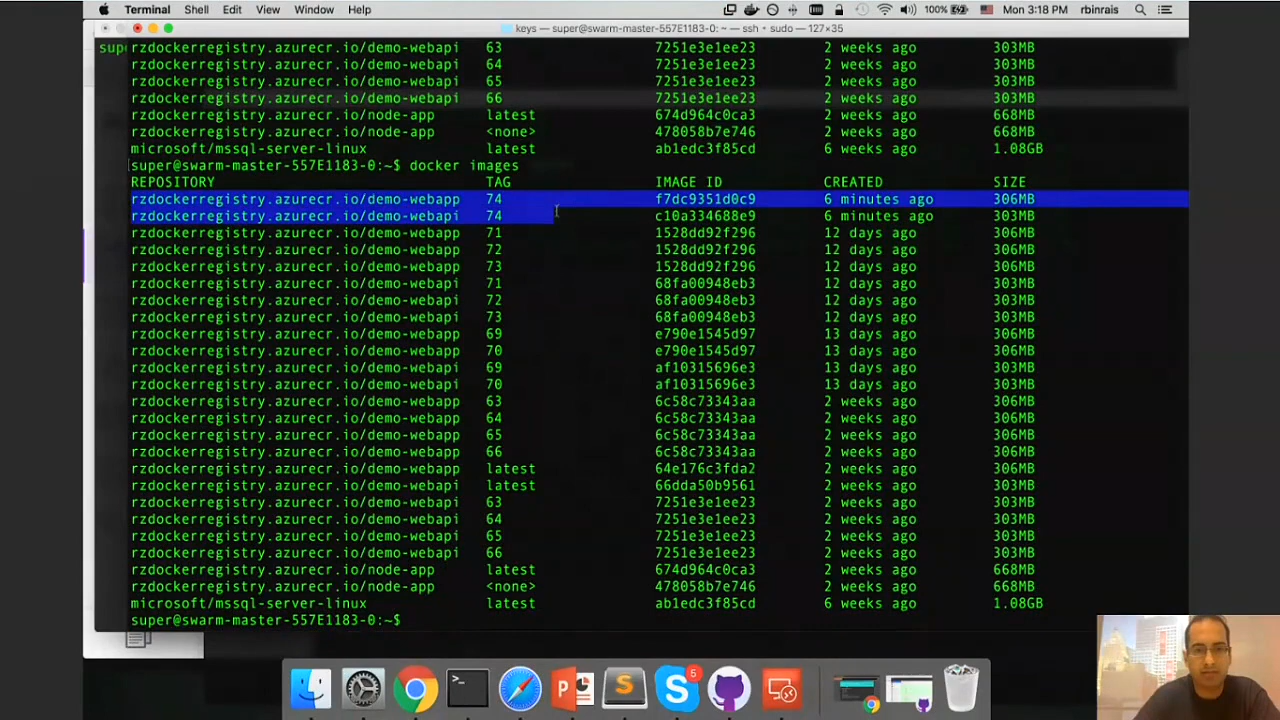 Terminal Shell Edit View Window Help 100% Mon 3:18 PM rbinrais
keys — super@swarm-master-557E1183-0: ~ — ssh • sudo — 127×35
supe rzdockerregistry.azurecr.io/demo-webapi 63 7251e3e1ee23 2 weeks ago 303MB
rzdockerregistry.azurecr.io/demo-webapi 64 7251e3e1ee23 2 weeks ago 303MB
rzdockerregistry.azurecr.io/demo-webapi 65 7251e3e1ee23 2 weeks ago 303MB
rzdockerregistry.azurecr.io/demo-webapi 66 7251e3e1ee23 2 weeks ago 303MB
rzdockerregistry.azurecr.io/node-app latest 674d964c0ca3 2 weeks ago 668MB
rzdockerregistry.azurecr.io/node-app <none> 478058b7e746 2 weeks ago 668MB
microsoft/mssql-server-linux latest ab1edc3f85cd 6 weeks ago 1.08GB
super@swarm-master-557E1183-0:~$ docker images
REPOSITORY TAG IMAGE ID CREATED SIZE
rzdockerregistry.azurecr.io/demo-webapp 74 f7dc9351d0c9 6 minutes ago 306MB
rzdockerregistry.azurecr.io/demo-webapi 74 c10a334688e9 6 minutes ago 303MB
rzdockerregistry.azurecr.io/demo-webapp 71 1528dd92f296 12 days ago 306MB
rzdockerregistry.azurecr.io/demo-webapp 72 1528dd92f296 12 days ago 306MB
rzdockerregistry.azurecr.io/demo-webapp 73 1528dd92f296 12 days ago 306MB
rzdockerregistry.azurecr.io/demo-webapi 71 68fa00948eb3 12 days ago 303MB
rzdockerregistry.azurecr.io/demo-webapi 72 68fa00948eb3 12 days ago 303MB
rzdockerregistry.azurecr.io/demo-webapi 73 68fa00948eb3 12 days ago 303MB
rzdockerregistry.azurecr.io/demo-webapp 69 e790e1545d97 13 days ago 306MB
rzdockerregistry.azurecr.io/demo-webapp 70 e790e1545d97 13 days ago 306MB
rzdockerregistry.azurecr.io/demo-webapi 69 af10315696e3 13 days ago 303MB
rzdockerregistry.azurecr.io/demo-webapi 70 af10315696e3 13 days ago 303MB
rzdockerregistry.azurecr.io/demo-webapp 63 6c58c73343aa 2 weeks ago 306MB
rzdockerregistry.azurecr.io/demo-webapp 64 6c58c73343aa 2 weeks ago 306MB
rzdockerregistry.azurecr.io/demo-webapp 65 6c58c73343aa 2 weeks ago 306MB
rzdockerregistry.azurecr.io/demo-webapp 66 6c58c73343aa 2 weeks ago 306MB
rzdockerregistry.azurecr.io/demo-webapp latest 64e176c3fda2 2 weeks ago 306MB
rzdockerregistry.azurecr.io/demo-webapi latest 66dda50b9561 2 weeks ago 303MB
rzdockerregistry.azurecr.io/demo-webapi 63 7251e3e1ee23 2 weeks ago 303MB
rzdockerregistry.azurecr.io/demo-webapi 64 7251e3e1ee23 2 weeks ago 303MB
rzdockerregistry.azurecr.io/demo-webapi 65 7251e3e1ee23 2 weeks ago 303MB
rzdockerregistry.azurecr.io/demo-webapi 66 7251e3e1ee23 2 weeks ago 303MB
rzdockerregistry.azurecr.io/node-app latest 674d964c0ca3 2 weeks ago 668MB
rzdockerregistry.azurecr.io/node-app <none> 478058b7e746 2 weeks ago 668MB
microsoft/mssql-server-linux latest ab1edc3f85cd 6 weeks ago 1.08GB
super@swarm-master-557E1183-0:~$
5